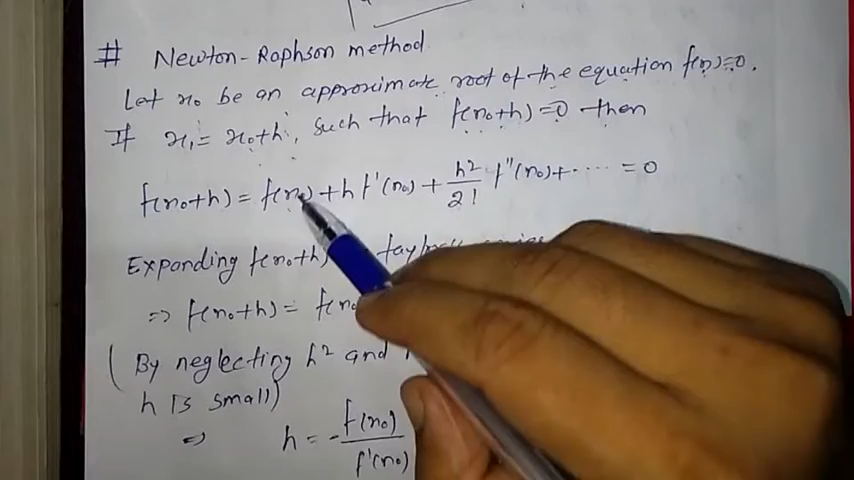 # Newton-Raphson method
Let x₀ be an approximate root of the equation f(x)=0.
If x₁ = x₀+h, such that f(x₀+h)=0 then
f(x₀+h) = f(x₀) + h f'(x₀) + h²/2! f''(x₀) + .... = 0
Expanding f(x₀+h)
⇒ f(x₀+h) = f(x₀
(By neglecting h² and
h is small)
⇒ h = - f(x₀)/f'(x₀)